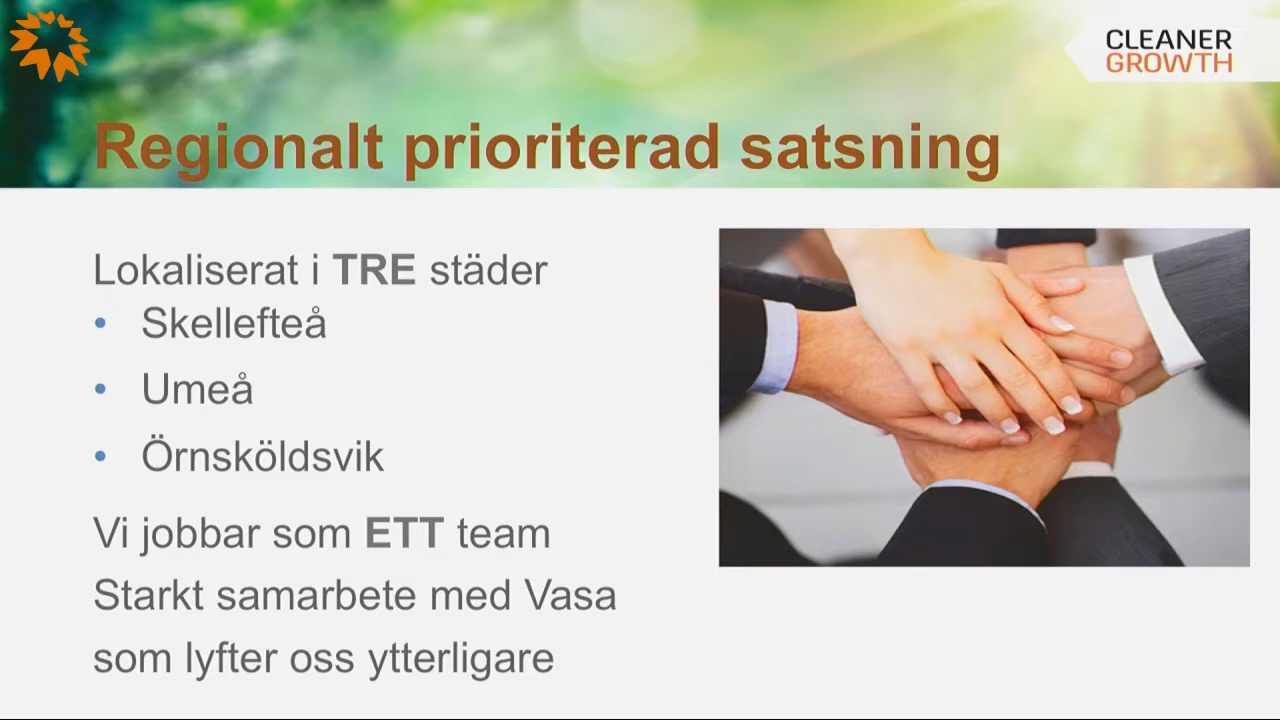 CLEANER
GROWTH
Regionalt prioriterad satsning
Lokaliserat i TRE städer
• Skellefteå
• Umeå
• Örnsköldsvik
Vi jobbar som ETT team
Starkt samarbete med Vasa
som lyfter oss ytterligare